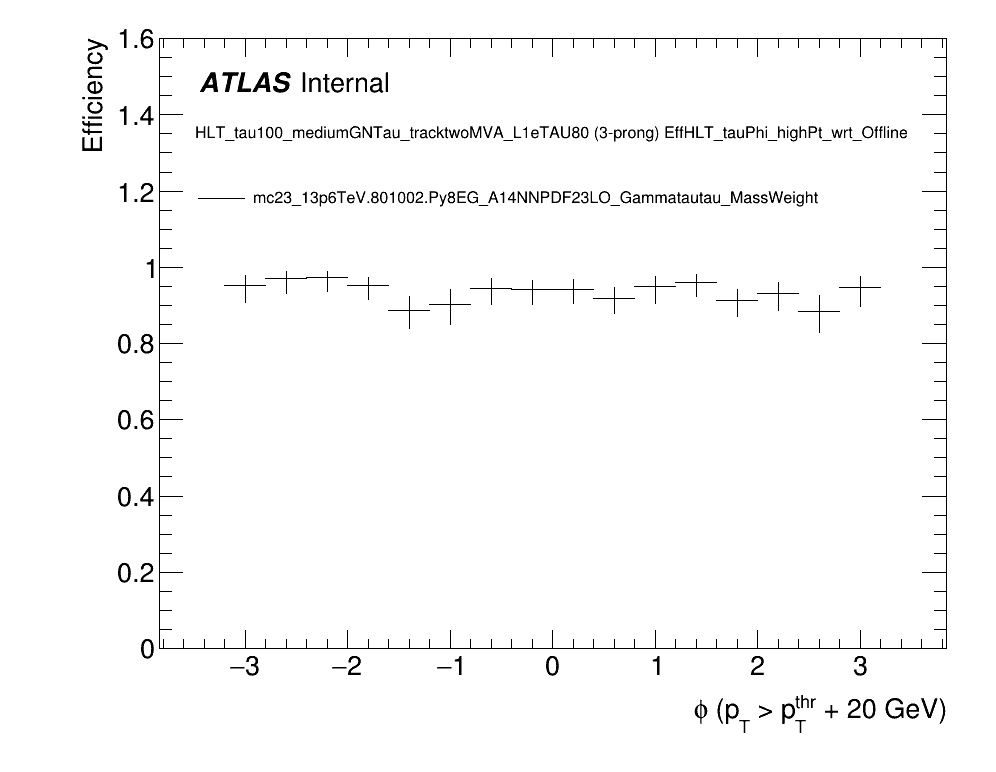 Efficiency
1.6
1.4
1.2
1
0.8
0.6
0.4
0.2
0
ATLAS Internal
HLT_tau100_mediumGNTau_tracktwoMVA_L1eTAU80 (3-prong) EffHLT_tauPhi_highPt_wrt_Offline
mc23_13p6TeV.801002.Py8EG_A14NNPDF23LO_Gammatautau_MassWeight
−3 −2 −1 0 1 2 3
ϕ (p_T > p_T^thr + 20 GeV)